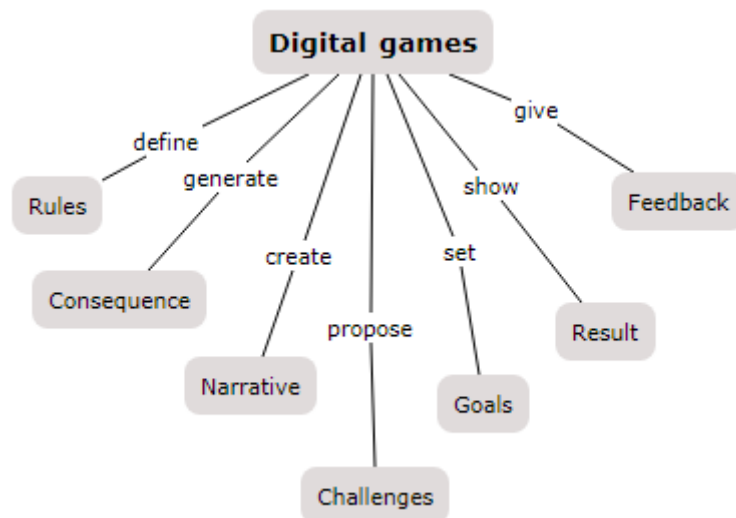 Digital games
give
define
generate
show
Rules
Feedback
create
set
Consequence
propose
Result
Narrative
Goals
Challenges